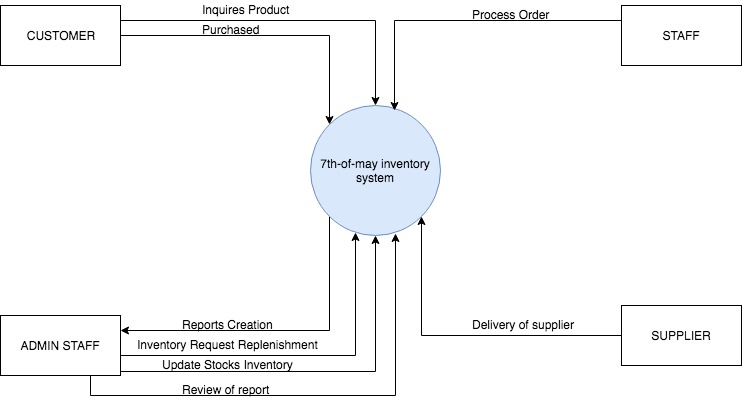 Inquires Product
Process Order
CUSTOMER
Purchased
STAFF
7th-of-may inventory
system
Reports Creation
Delivery of supplier
SUPPLIER
ADMIN STAFF
Inventory Request Replenishment
Update Stocks Inventory
Review of report